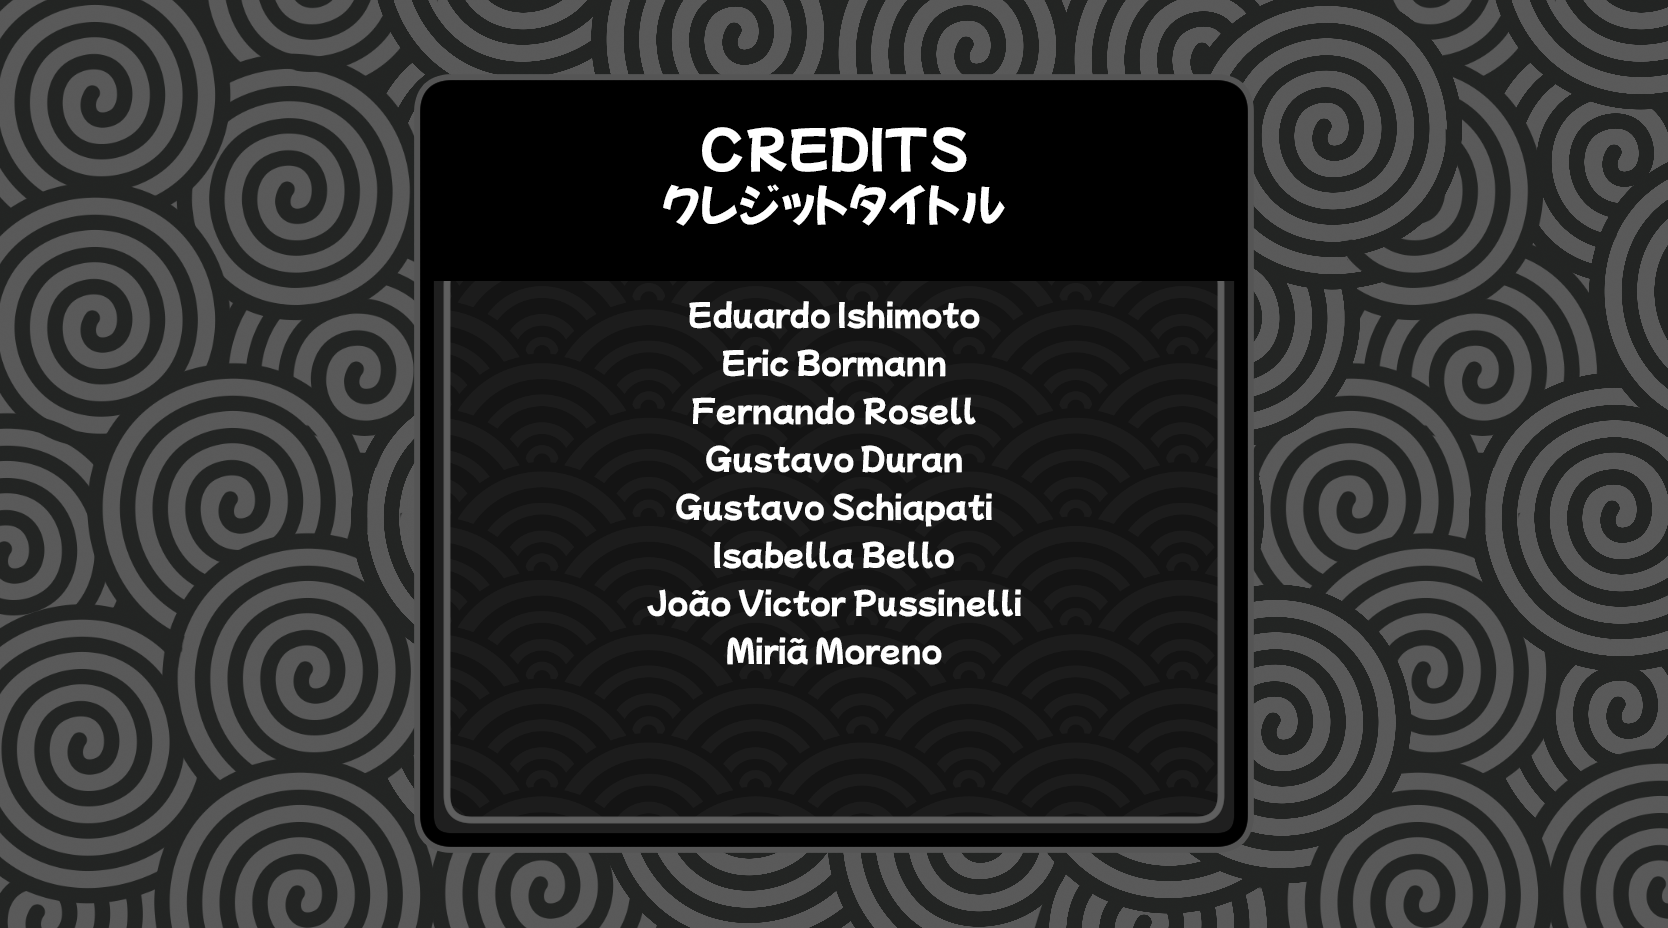 CREDITS
クレジットタイトル
Eduardo Ishimoto
Eric Bormann
Fernando Rosell
Gustavo Duran
Gustavo Schiapati
Isabella Bello
João Victor Pussinelli
Miriã Moreno